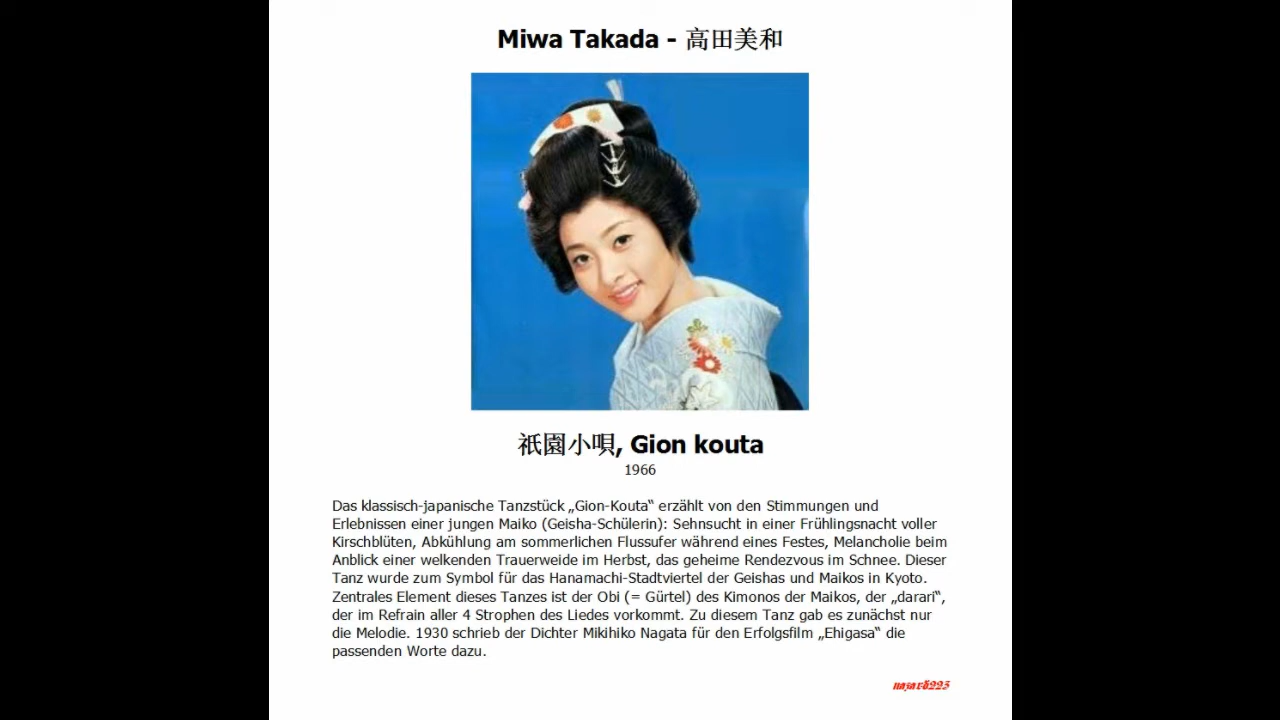 Miwa Takada - 高田美和
祇園小唄, Gion kouta
1966
Das klassisch-japanische Tanzstück „Gion-Kouta“ erzählt von den Stimmungen und
Erlebnissen einer jungen Maiko (Geisha-Schülerin): Sehnsucht in einer Frühlingsnacht voller
Kirschblüten, Abkühlung am sommerlichen Flussufer während eines Festes, Melancholie beim
Anblick einer welkenden Trauerweide im Herbst, das geheime Rendezvous im Schnee. Dieser
Tanz wurde zum Symbol für das Hanamachi-Stadtviertel der Geishas und Maikos in Kyoto.
Zentrales Element dieses Tanzes ist der Obi (= Gürtel) des Kimonos der Maikos, der „darari“,
der im Refrain aller 4 Strophen des Liedes vorkommt. Zu diesem Tanz gab es zunächst nur
die Melodie. 1930 schrieb der Dichter Mikihiko Nagata für den Erfolgsfilm „Ehigasa“ die
passenden Worte dazu.